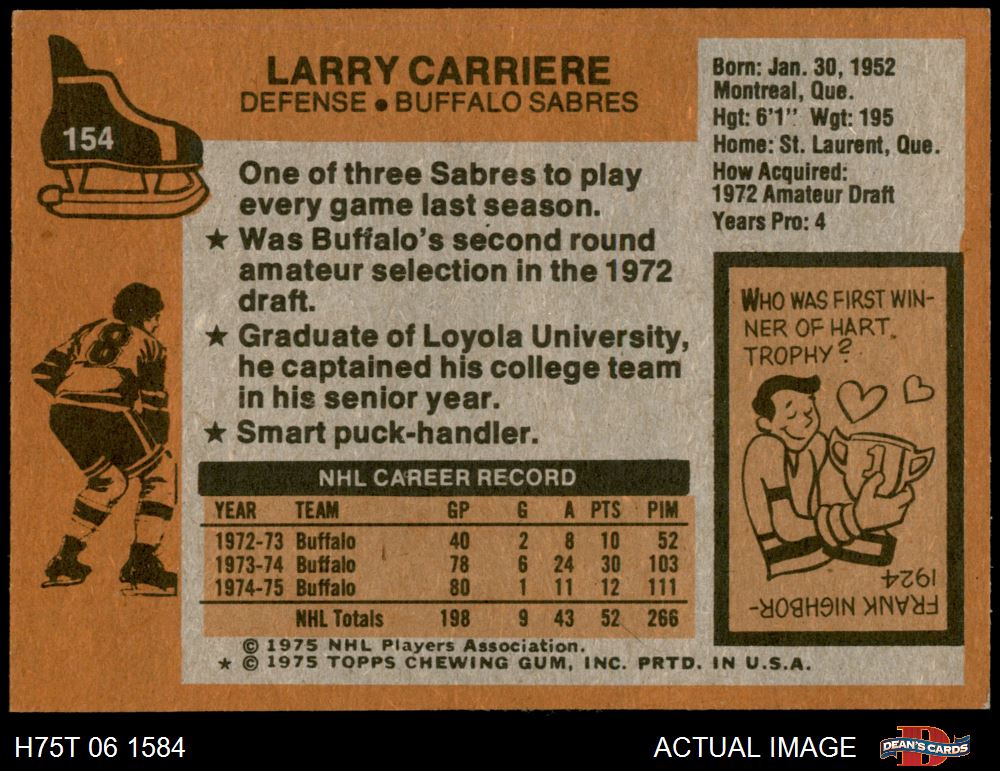 LARRY CARRIERE
DEFENSE • BUFFALO SABRES
154
Born: Jan. 30, 1952
Montreal, Que.
Hgt: 6'1" Wgt: 195
Home: St. Laurent, Que.
How Acquired:
1972 Amateur Draft
Years Pro: 4
One of three Sabres to play
every game last season.
★ Was Buffalo's second round
amateur selection in the 1972
draft.
★ Graduate of Loyola University,
he captained his college team
in his senior year.
★ Smart puck-handler.
8
WHO WAS FIRST WIN-
NER OF HART
TROPHY?
1
FRANK NIGHBOR-
1924
NHL CAREER RECORD
YEAR TEAM GP G A PTS PIM
1972-73 Buffalo 40 2 8 10 52
1973-74 Buffalo 78 6 24 30 103
1974-75 Buffalo 80 1 11 12 111
NHL Totals 198 9 43 52 266
© 1975 NHL Players Association.
★ © 1975 TOPPS CHEWING GUM, INC. PRTD. IN U.S.A.
H75T 06 1584
ACTUAL IMAGE
DEAN'S CARDS